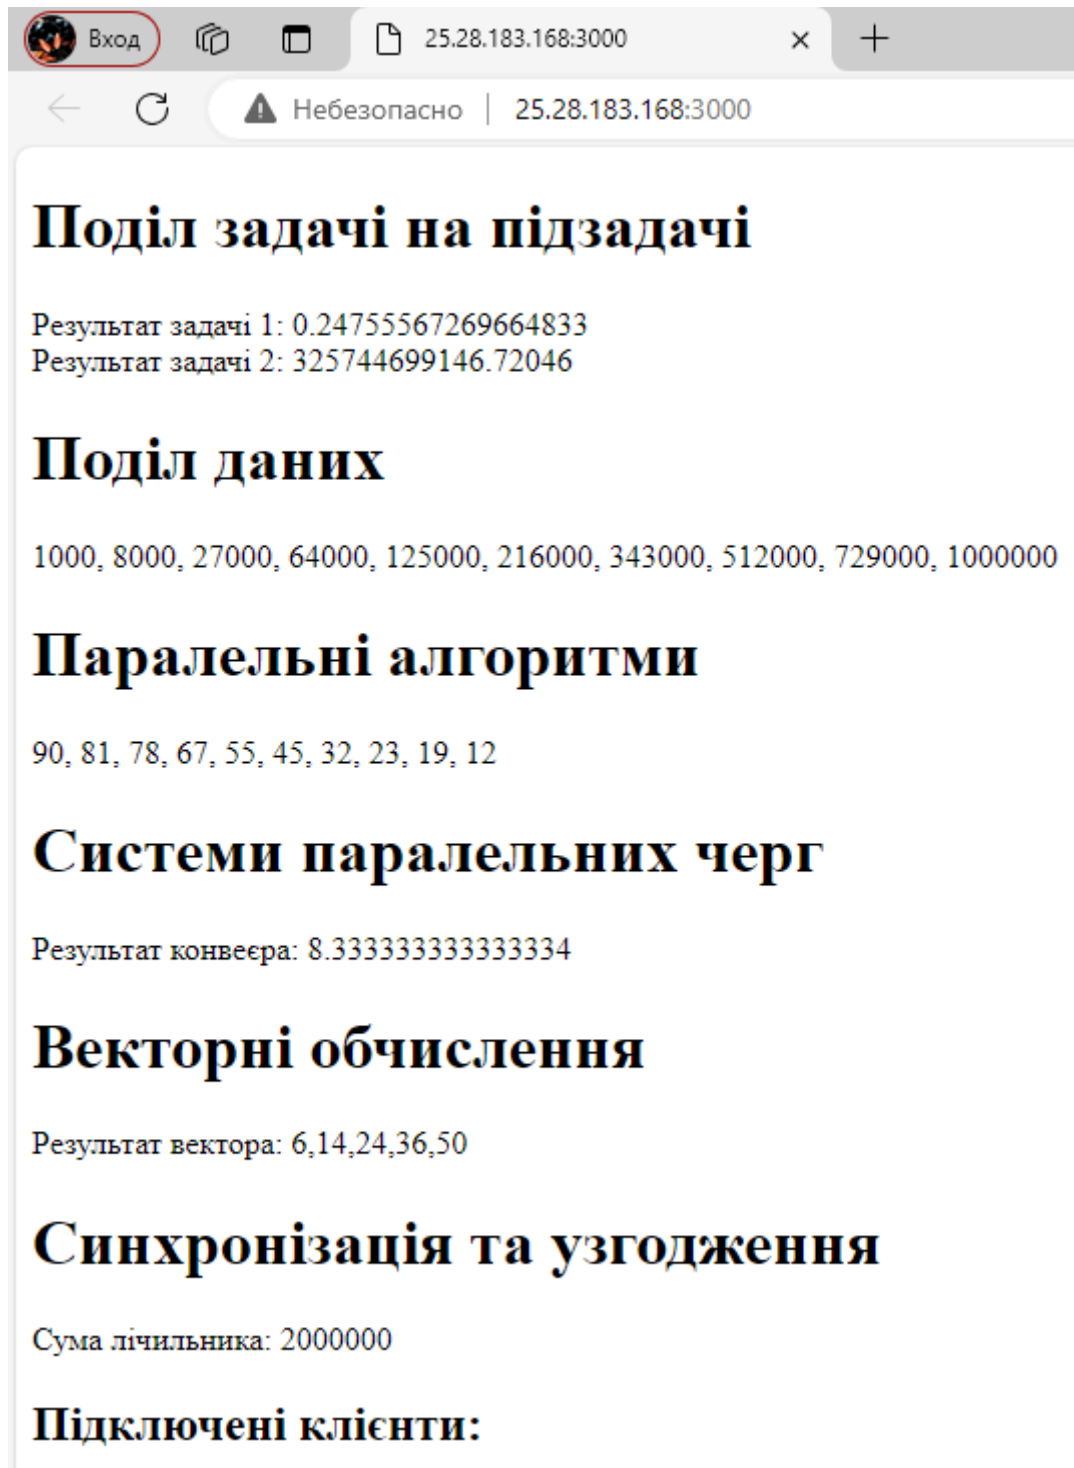 Вход
25.28.183.168:3000
Небезопасно
25.28.183.168:3000
Поділ задачі на підзадачі
Результат задачі 1: 0.24755567269664833
Результат задачі 2: 325744699146.72046
Поділ даних
1000, 8000, 27000, 64000, 125000, 216000, 343000, 512000, 729000, 1000000
Паралельні алгоритми
90, 81, 78, 67, 55, 45, 32, 23, 19, 12
Системи паралельних черг
Результат конвеєра: 8.333333333333334
Векторні обчислення
Результат вектора: 6,14,24,36,50
Синхронізація та узгодження
Сума лічильника: 2000000
Підключені клієнти: